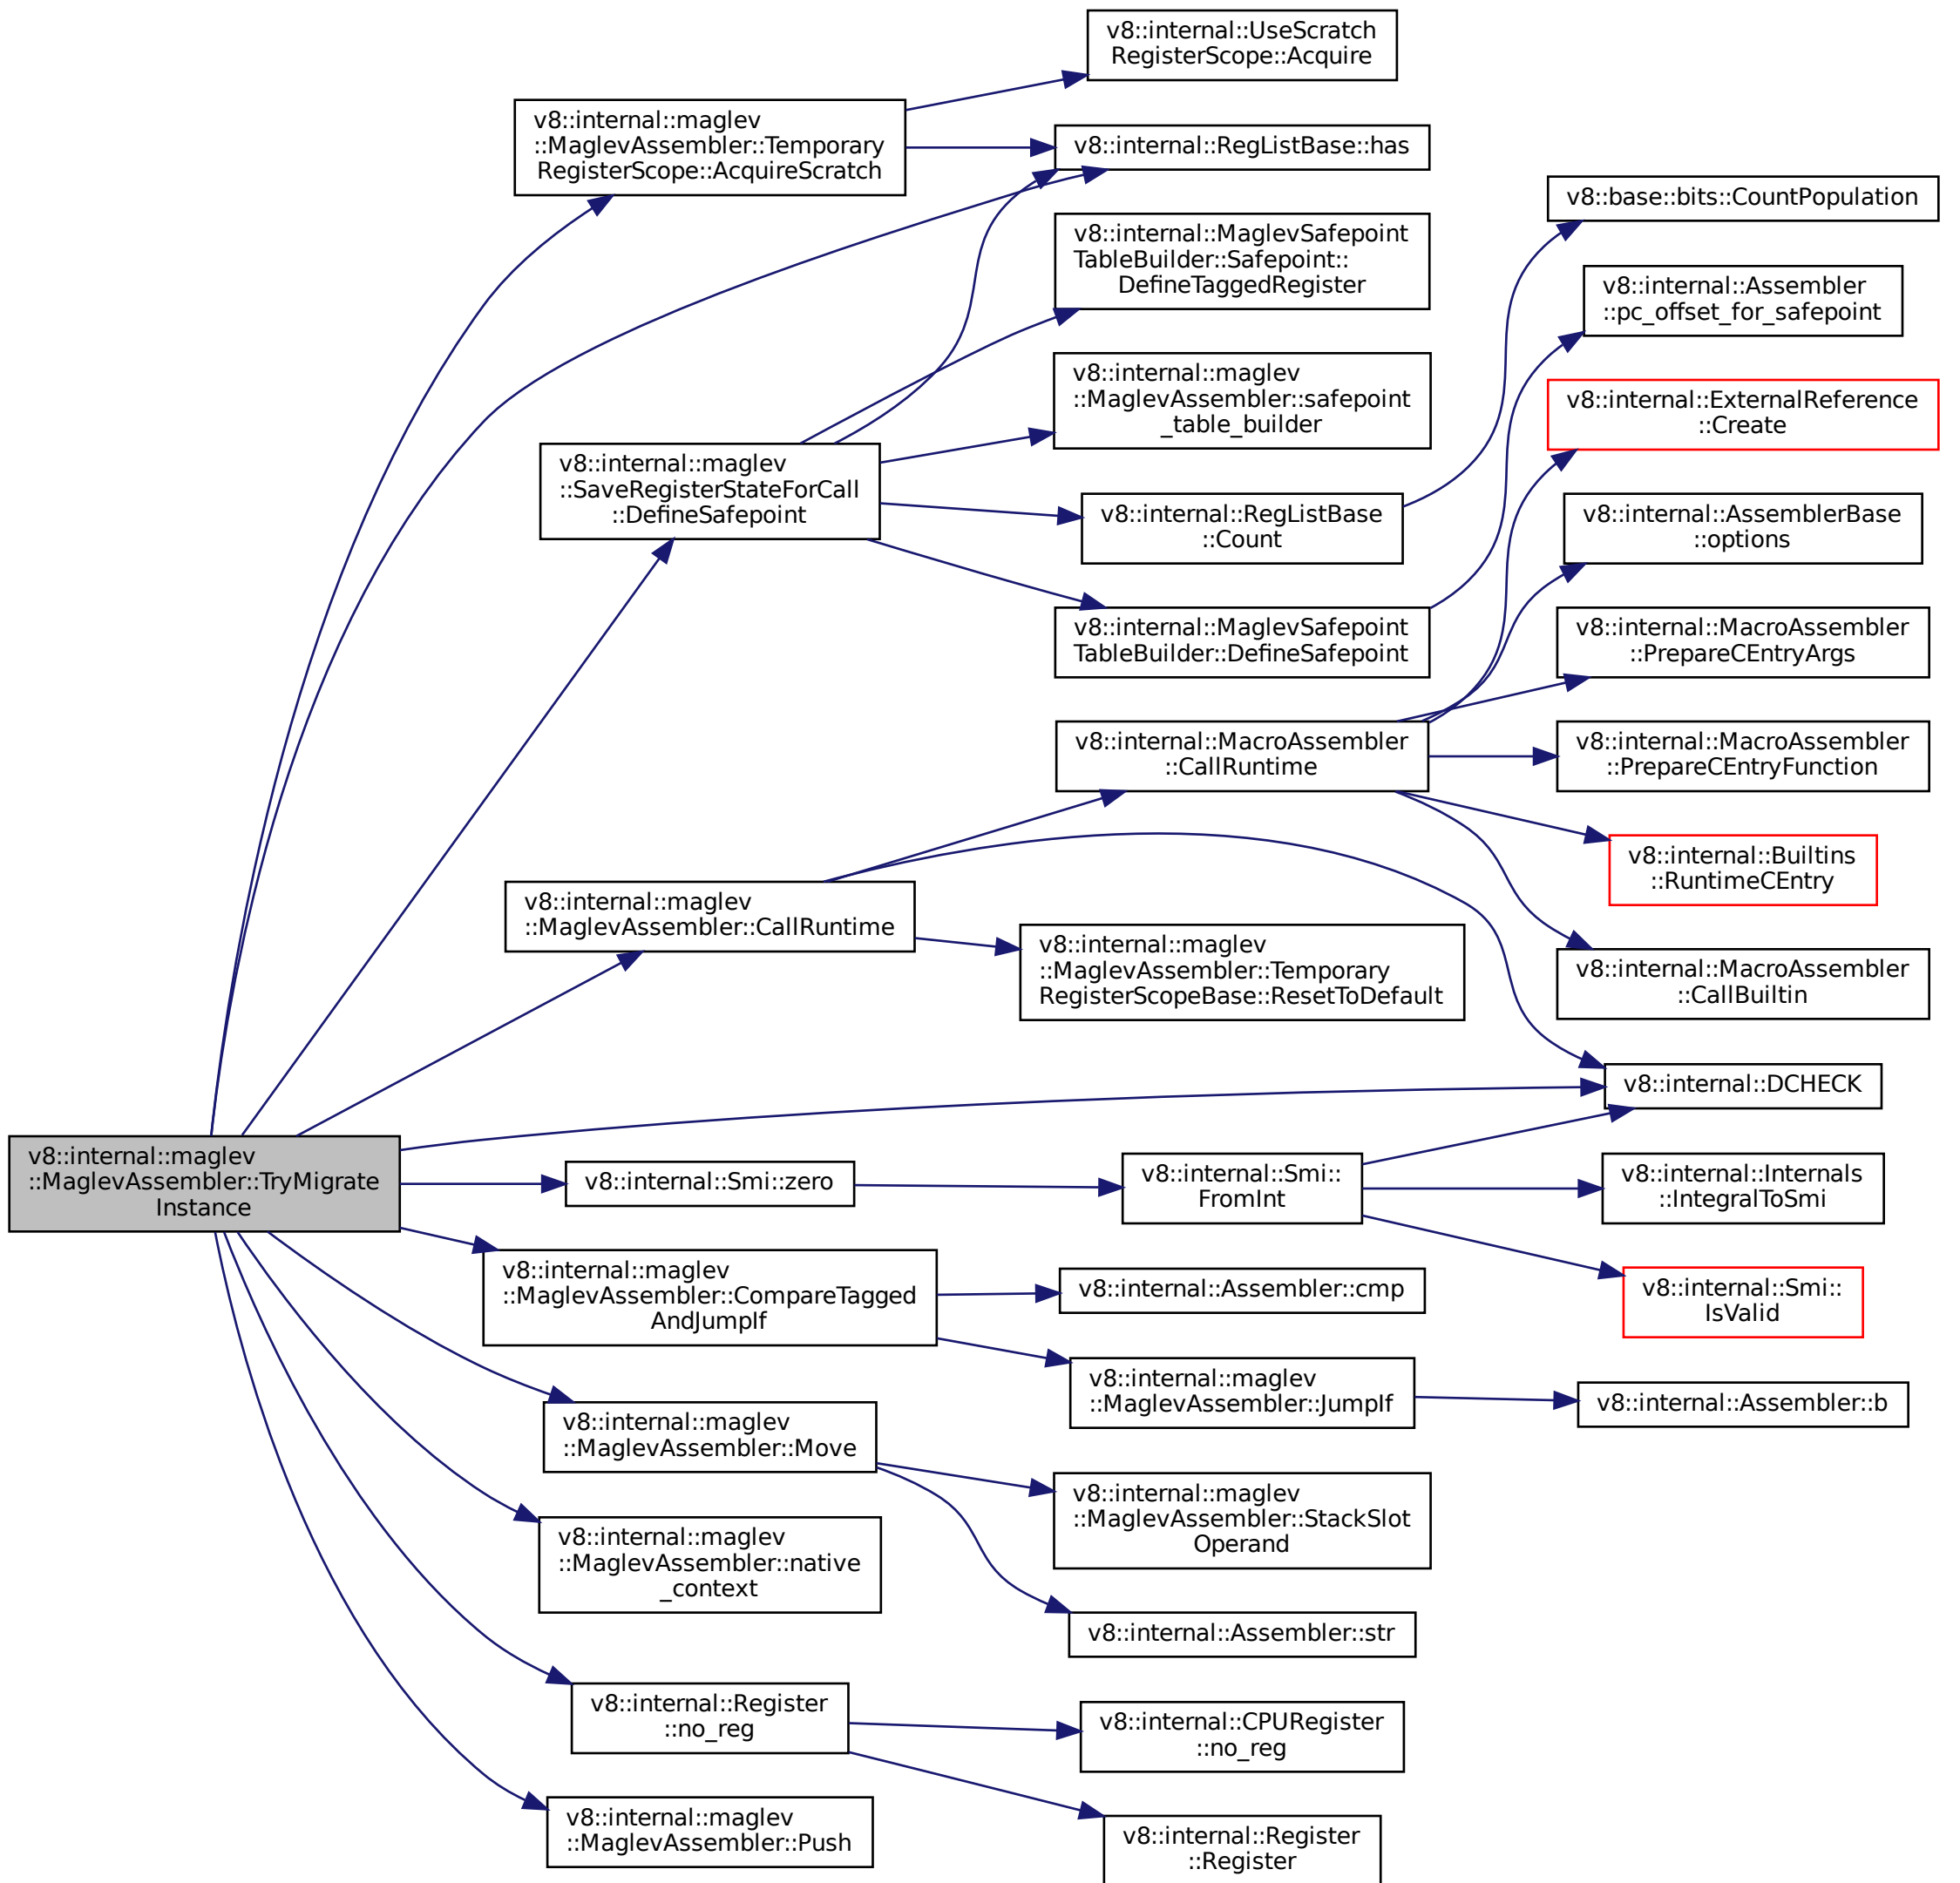 v8::internal::UseScratch
RegisterScope::Acquire
v8::internal::maglev
::MaglevAssembler::Temporary
RegisterScope::AcquireScratch
v8::internal::RegListBase::has
v8::base::bits::CountPopulation
v8::internal::MaglevSafepoint
TableBuilder::Safepoint::
DefineTaggedRegister
v8::internal::Assembler
::pc_offset_for_safepoint
v8::internal::maglev
::MaglevAssembler::safepoint
_table_builder
v8::internal::ExternalReference
::Create
v8::internal::maglev
::SaveRegisterStateForCall
::DefineSafepoint
v8::internal::RegListBase
::Count
v8::internal::AssemblerBase
::options
v8::internal::MaglevSafepoint
TableBuilder::DefineSafepoint
v8::internal::MacroAssembler
::PrepareCEntryArgs
v8::internal::MacroAssembler
::CallRuntime
v8::internal::MacroAssembler
::PrepareCEntryFunction
v8::internal::Builtins
::RuntimeCEntry
v8::internal::maglev
::MaglevAssembler::CallRuntime
v8::internal::maglev
::MaglevAssembler::Temporary
RegisterScopeBase::ResetToDefault
v8::internal::MacroAssembler
::CallBuiltin
v8::internal::DCHECK
v8::internal::maglev
::MaglevAssembler::TryMigrate
Instance
v8::internal::Smi::zero
v8::internal::Smi::
FromInt
v8::internal::Internals
::IntegralToSmi
v8::internal::maglev
::MaglevAssembler::CompareTagged
AndJumpIf
v8::internal::Assembler::cmp
v8::internal::Smi::
IsValid
v8::internal::maglev
::MaglevAssembler::JumpIf
v8::internal::Assembler::b
v8::internal::maglev
::MaglevAssembler::Move
v8::internal::maglev
::MaglevAssembler::StackSlot
Operand
v8::internal::maglev
::MaglevAssembler::native
_context
v8::internal::Assembler::str
v8::internal::Register
::no_reg
v8::internal::CPURegister
::no_reg
v8::internal::maglev
::MaglevAssembler::Push
v8::internal::Register
::Register